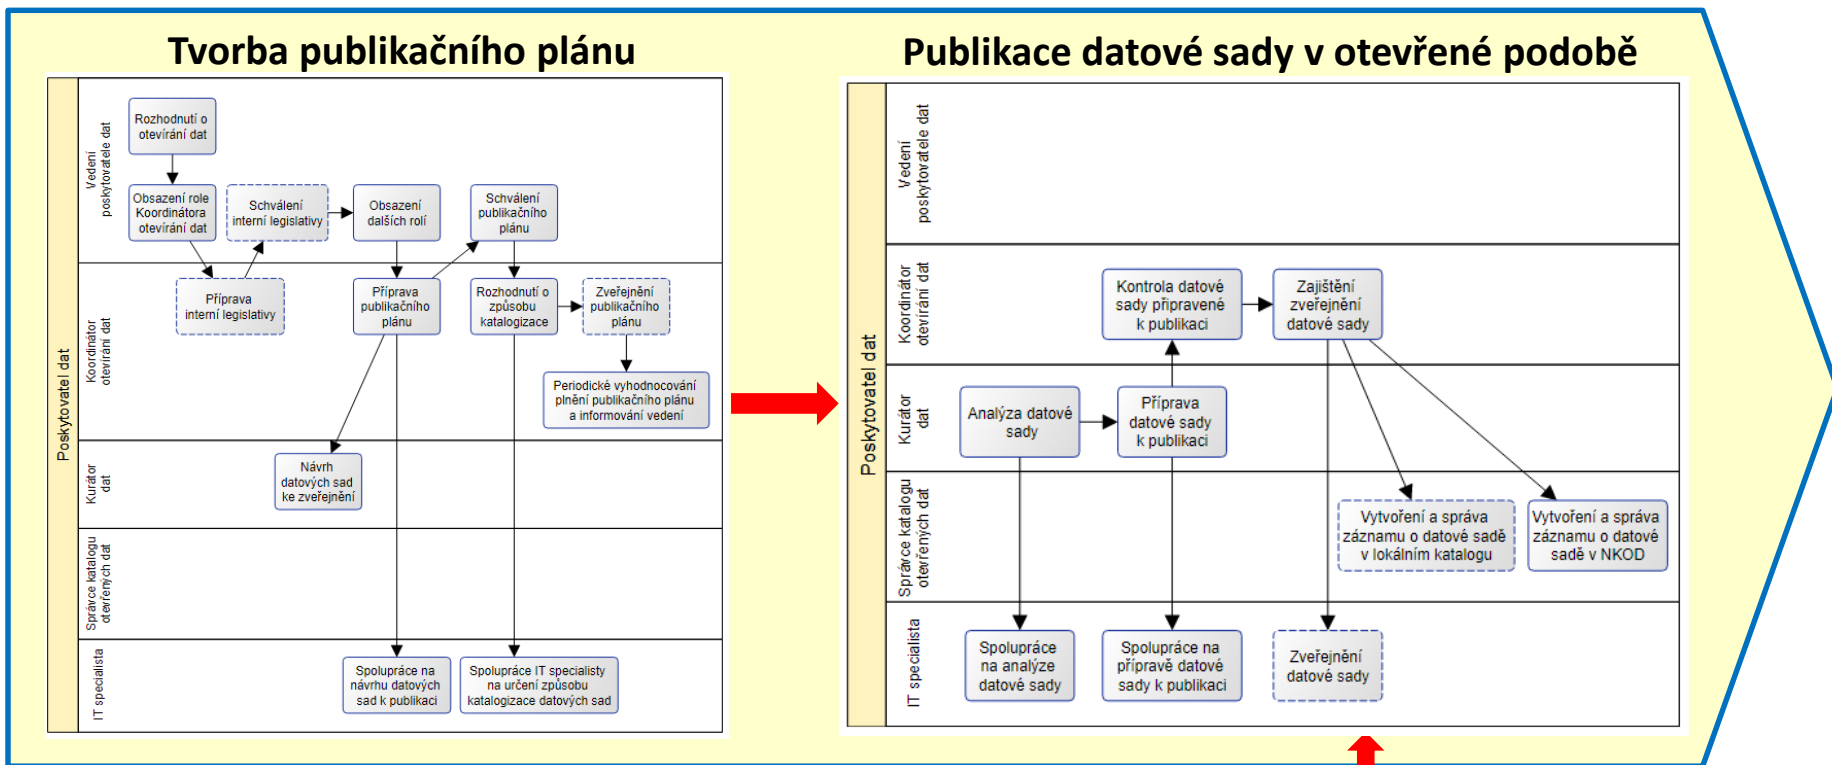 Tvorba publikačního plánu
Poskytovatel dat
Vedení
poskytovatele dat
Rozhodnutí o
otevírání dat
Obsazení role
Koordinátora
otevírání dat
Schválení
interní legislativy
Obsazení
dalších rolí
Schválení
publikačního
plánu
Koordinátor
otevírání dat
Příprava
interní legislativy
Příprava
publikačního
plánu
Rozhodnutí o
způsobu
katalogizace
Zveřejnění
publikačního
plánu
Periodické vyhodnocování
plnění publikačního plánu
a informování vedení
Kurátor
dat
Návrh
datových sad
ke zveřejnění
Správce katalogu
otevřených dat
IT specialista
Spolupráce na
návrhu datových
sad k publikaci
Spolupráce IT specialisty
na určení způsobu
katalogizace datových sad
Publikace datové sady v otevřené podobě
Poskytovatel dat
Vedení
poskytovatele dat
Koordinátor
otevírání dat
Kontrola datové
sady připravené
k publikaci
Zajištění
zveřejnění
datové sady
Kurátor
dat
Analýza datové
sady
Příprava
datové sady
k publikaci
Správce katalogu
otevřených dat
Vytvoření a správa
záznamu o datové sadě
v lokálním katalogu
Vytvoření a správa
záznamu o datové
sadě v NKOD
IT specialista
Spolupráce
na analýze
datové sady
Spolupráce na
přípravě datové
sady k publikaci
Zveřejnění
datové sady